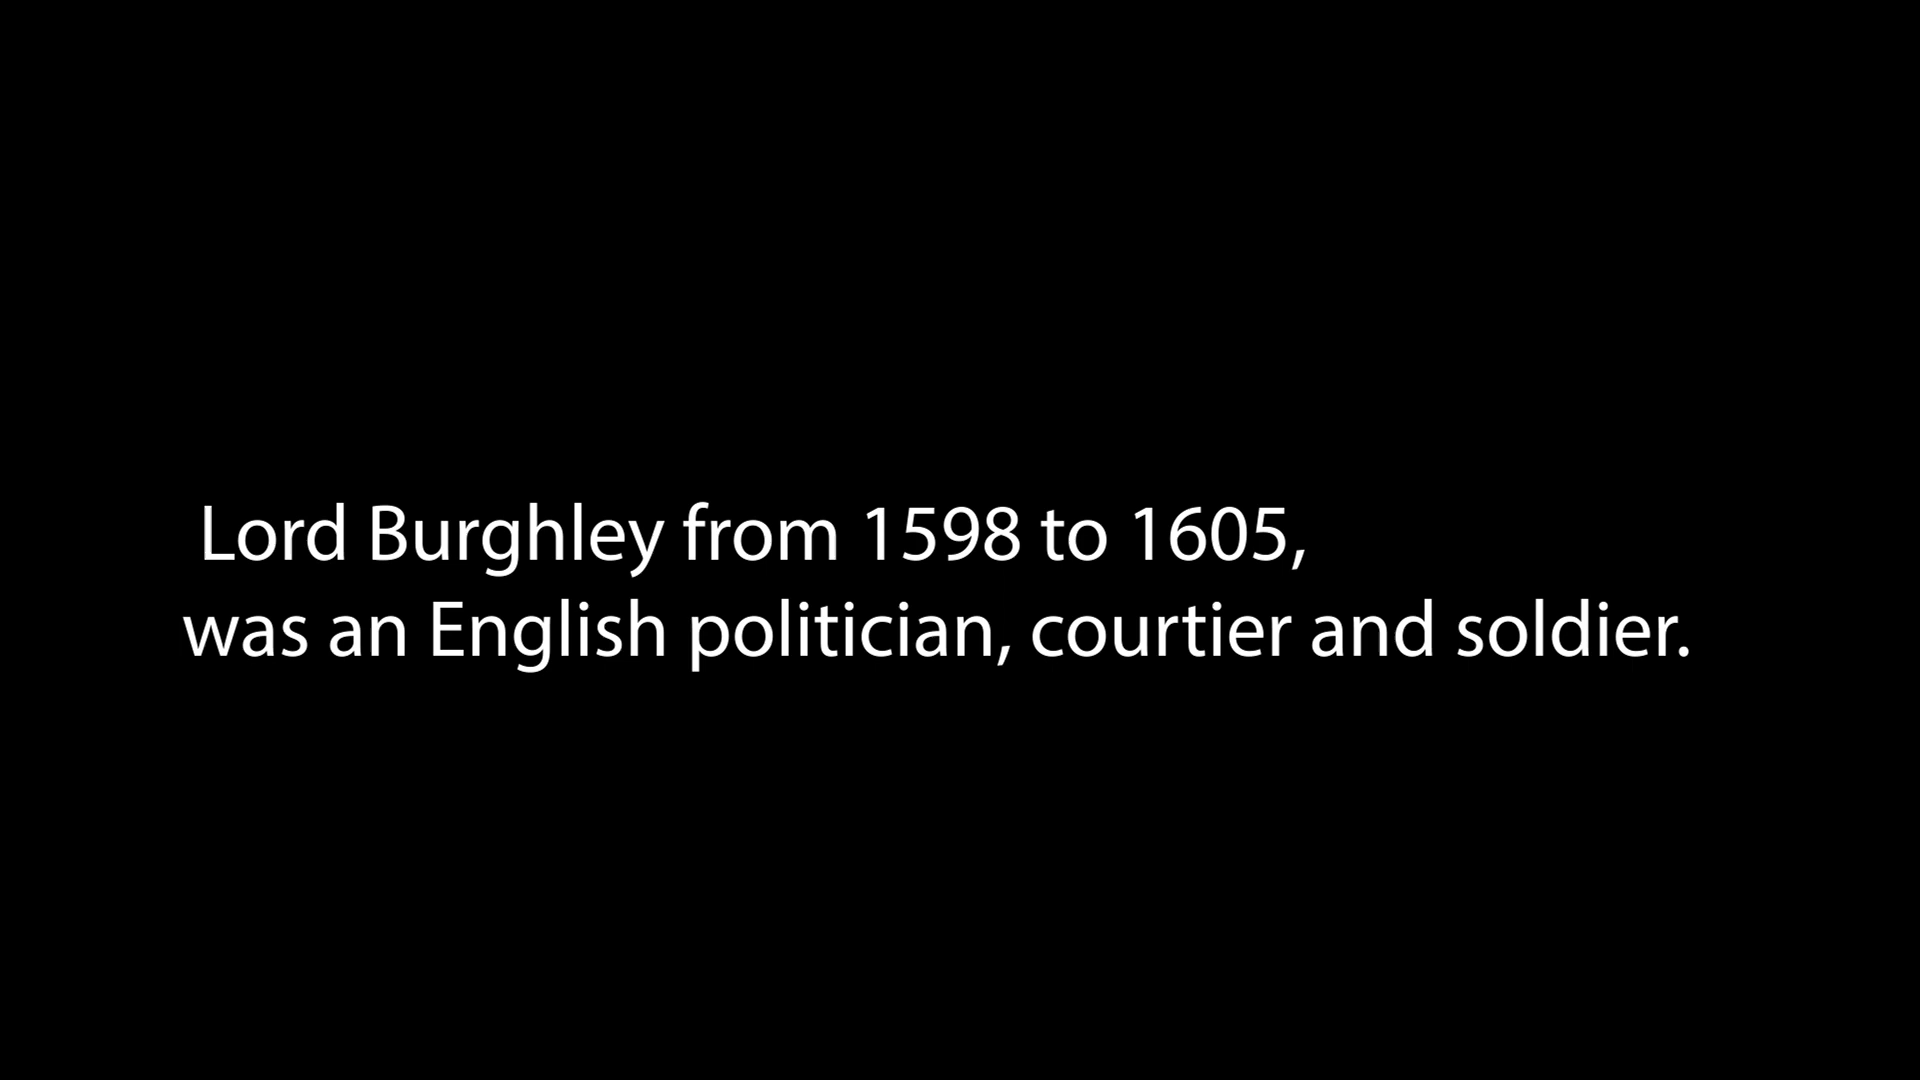 Lord Burghley from 1598 to 1605,
was an English politician, courtier and soldier.